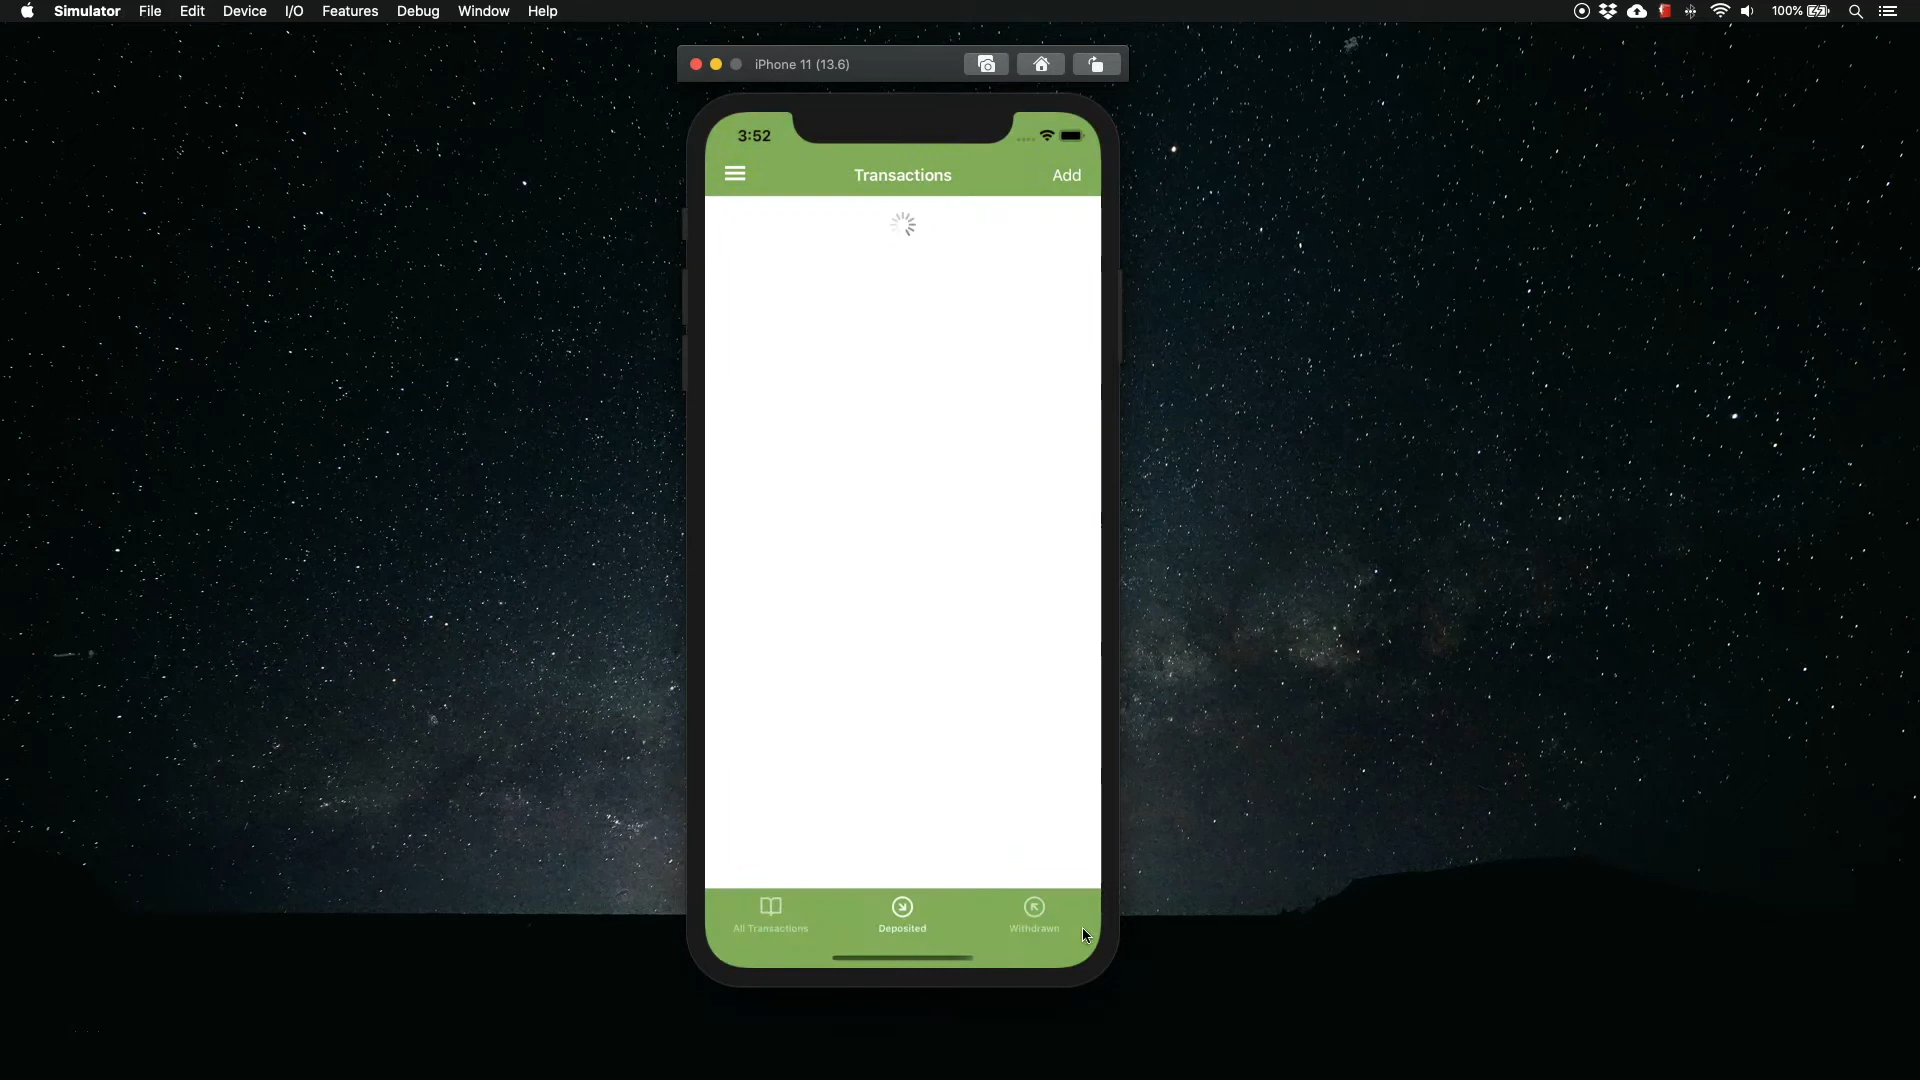 Simulator File Edit Device I/O Features Debug Window Help 100%
iPhone 11 (13.6)
3:52
Transactions Add
All Transactions Deposited Withdrawn